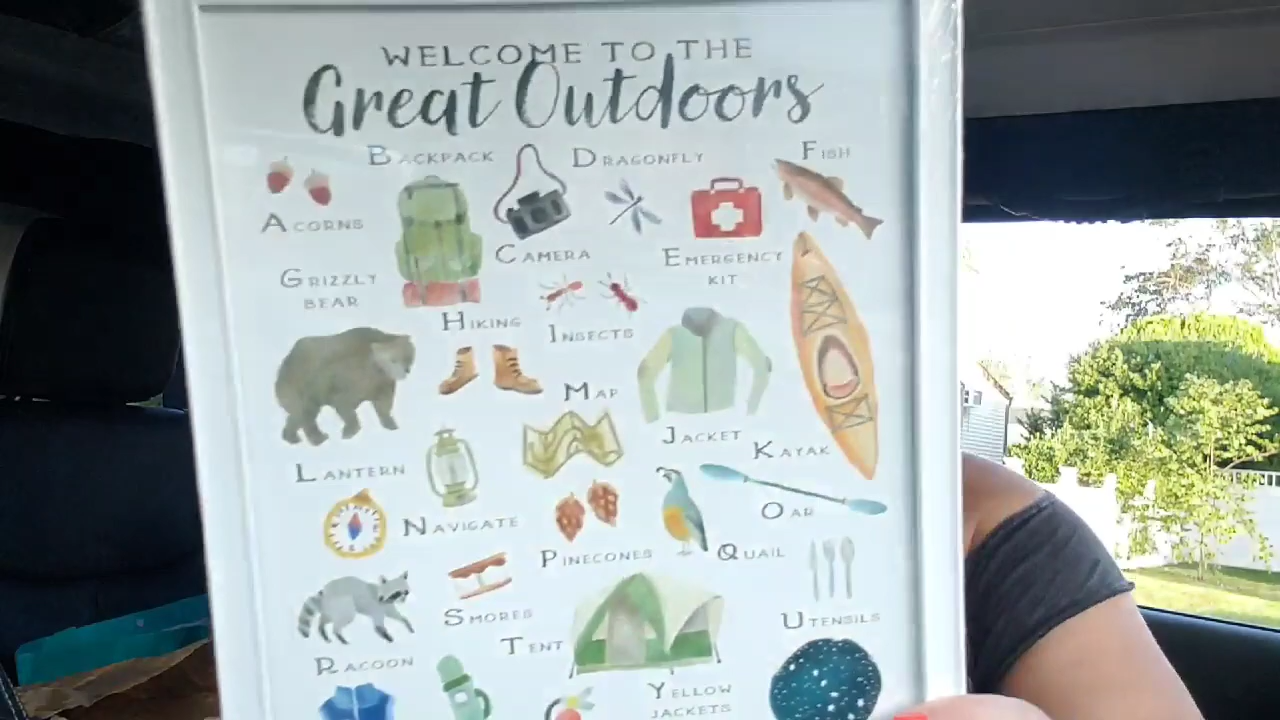 WELCOME TO THE
Great Outdoors
ACORNS
BACKPACK
CAMERA
DRAGONFLY
EMERGENCY
KIT
FISH
GRIZZLY
BEAR
HIKING
INSECTS
JACKET
KAYAK
LANTERN
MAP
NAVIGATE
OAR
PINECONES
QUAIL
RACOON
SMORES
TENT
UTENSILS
YELLOW
JACKETS